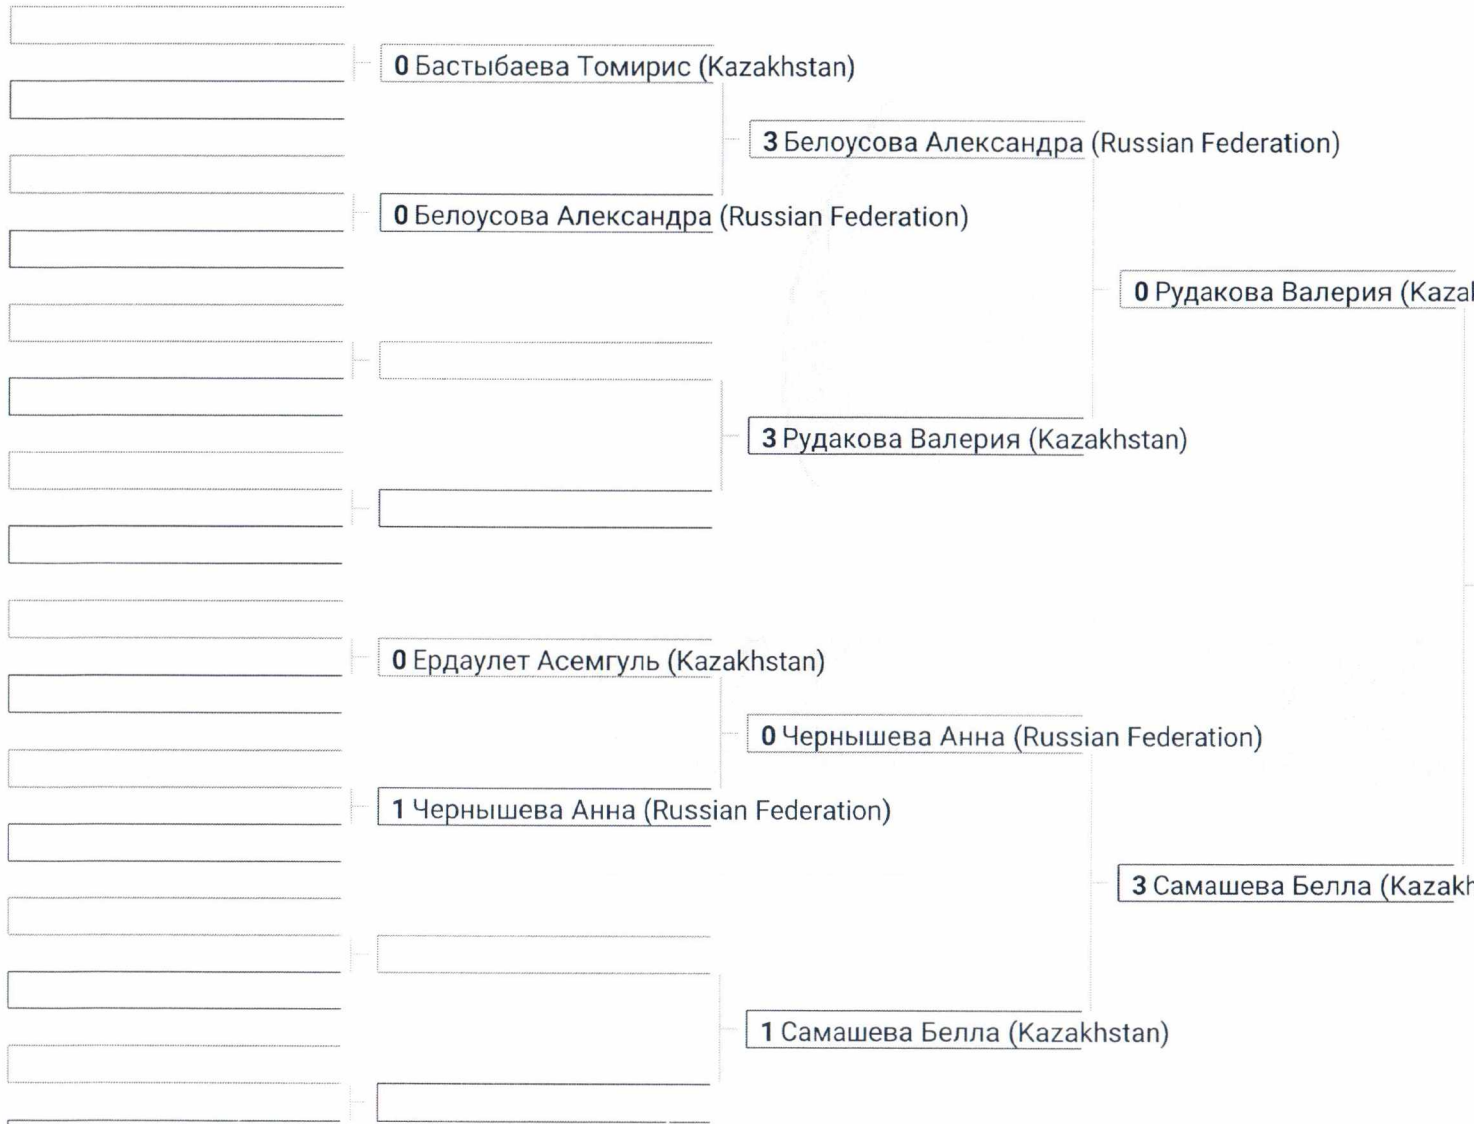 0 Бастыбаева Томирис (Kazakhstan)
3 Белоусова Александра (Russian Federation)
0 Белоусова Александра (Russian Federation)
0 Рудакова Валерия (Kazak
3 Рудакова Валерия (Kazakhstan)
0 Ердаулет Асемгуль (Kazakhstan)
0 Чернышева Анна (Russian Federation)
1 Чернышева Анна (Russian Federation)
3 Самашева Белла (Kazakh
1 Самашева Белла (Kazakhstan)